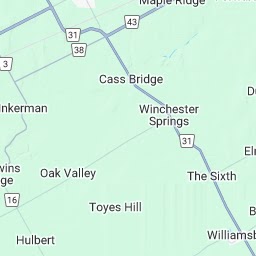 Maple Ridge
43
31
38
3
Cass Bridge
Winchester
Springs
nkerman
31
Oak Valley
The Sixth
16
Toyes Hill
Hulbert
Williamsb